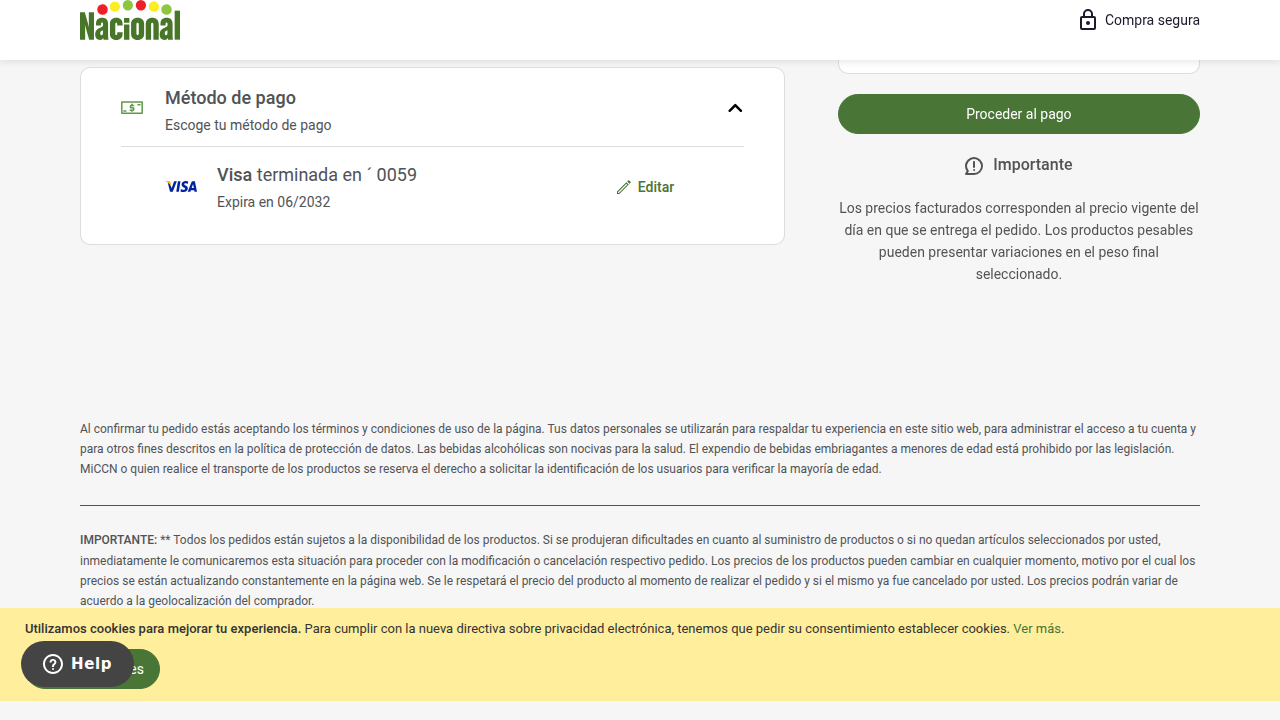 Nacional
Compra segura
Método de pago
Escoge tu método de pago
VISA
Visa terminada en ´ 0059
Expira en 06/2032
Editar
Proceder al pago
Importante
Los precios facturados corresponden al precio vigente del
día en que se entrega el pedido. Los productos pesables
pueden presentar variaciones en el peso final
seleccionado.
Al confirmar tu pedido estás aceptando los términos y condiciones de uso de la página. Tus datos personales se utilizarán para respaldar tu experiencia en este sitio web, para administrar el acceso a tu cuenta y
para otros fines descritos en la política de protección de datos. Las bebidas alcohólicas son nocivas para la salud. El expendio de bebidas embriagantes a menores de edad está prohibido por las legislación.
MiCCN o quien realice el transporte de los productos se reserva el derecho a solicitar la identificación de los usuarios para verificar la mayoría de edad.
IMPORTANTE: ** Todos los pedidos están sujetos a la disponibilidad de los productos. Si se produjeran dificultades en cuanto al suministro de productos o si no quedan artículos seleccionados por usted,
inmediatamente le comunicaremos esta situación para proceder con la modificación o cancelación respectivo pedido. Los precios de los productos pueden cambiar en cualquier momento, motivo por el cual los
precios se están actualizando constantemente en la página web. Se le respetará el precio del producto al momento de realizar el pedido y si el mismo ya fue cancelado por usted. Los precios podrán variar de
acuerdo a la geolocalización del comprador.
Utilizamos cookies para mejorar tu experiencia. Para cumplir con la nueva directiva sobre privacidad electrónica, tenemos que pedir su consentimiento establecer cookies. Ver más.
Help